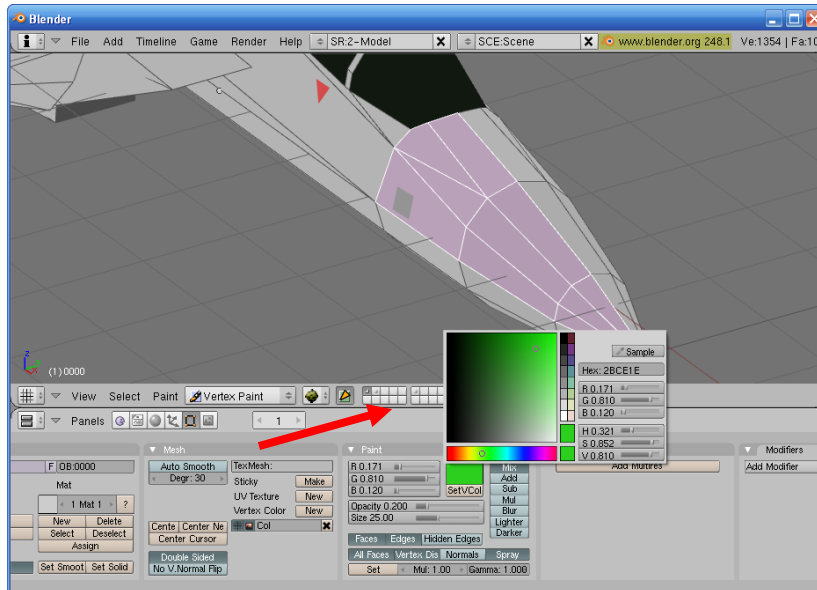 Blender
File Add Timeline Game Render Help SR:2-Model X SCE:Scene X www.blender.org 248.1 Ve:1354 | Fa:10
(1) 0000
View Select Paint Vertex Paint
Panels 1
Sample
Hex: 2BCE1E
R 0.171
G 0.810
B 0.120
H 0.321
S 0.852
V 0.810
F OB:0000
Mat
1 Mat 1 ?
New Delete
Select Deselect
Assign
Set Smoot Set Solid
Mesh
Auto Smooth
Degr: 30
TexMesh:
Sticky Make
UV Texture New
Vertex Color New
Col
Cente Center Ne
Center Cursor
Double Sided
No V.Normal Flip
Paint
R 0.171
G 0.810
B 0.120 SetVCol
Opacity 0.200
Size 25.00
Mix
Add
Sub
Mul
Blur
Lighter
Darker
Faces Edges Hidden Edges
All Faces Vertex Dis Normals Spray
Set Mul: 1.00 Gamma: 1.000
Add Multires
Modifiers
Add Modifier